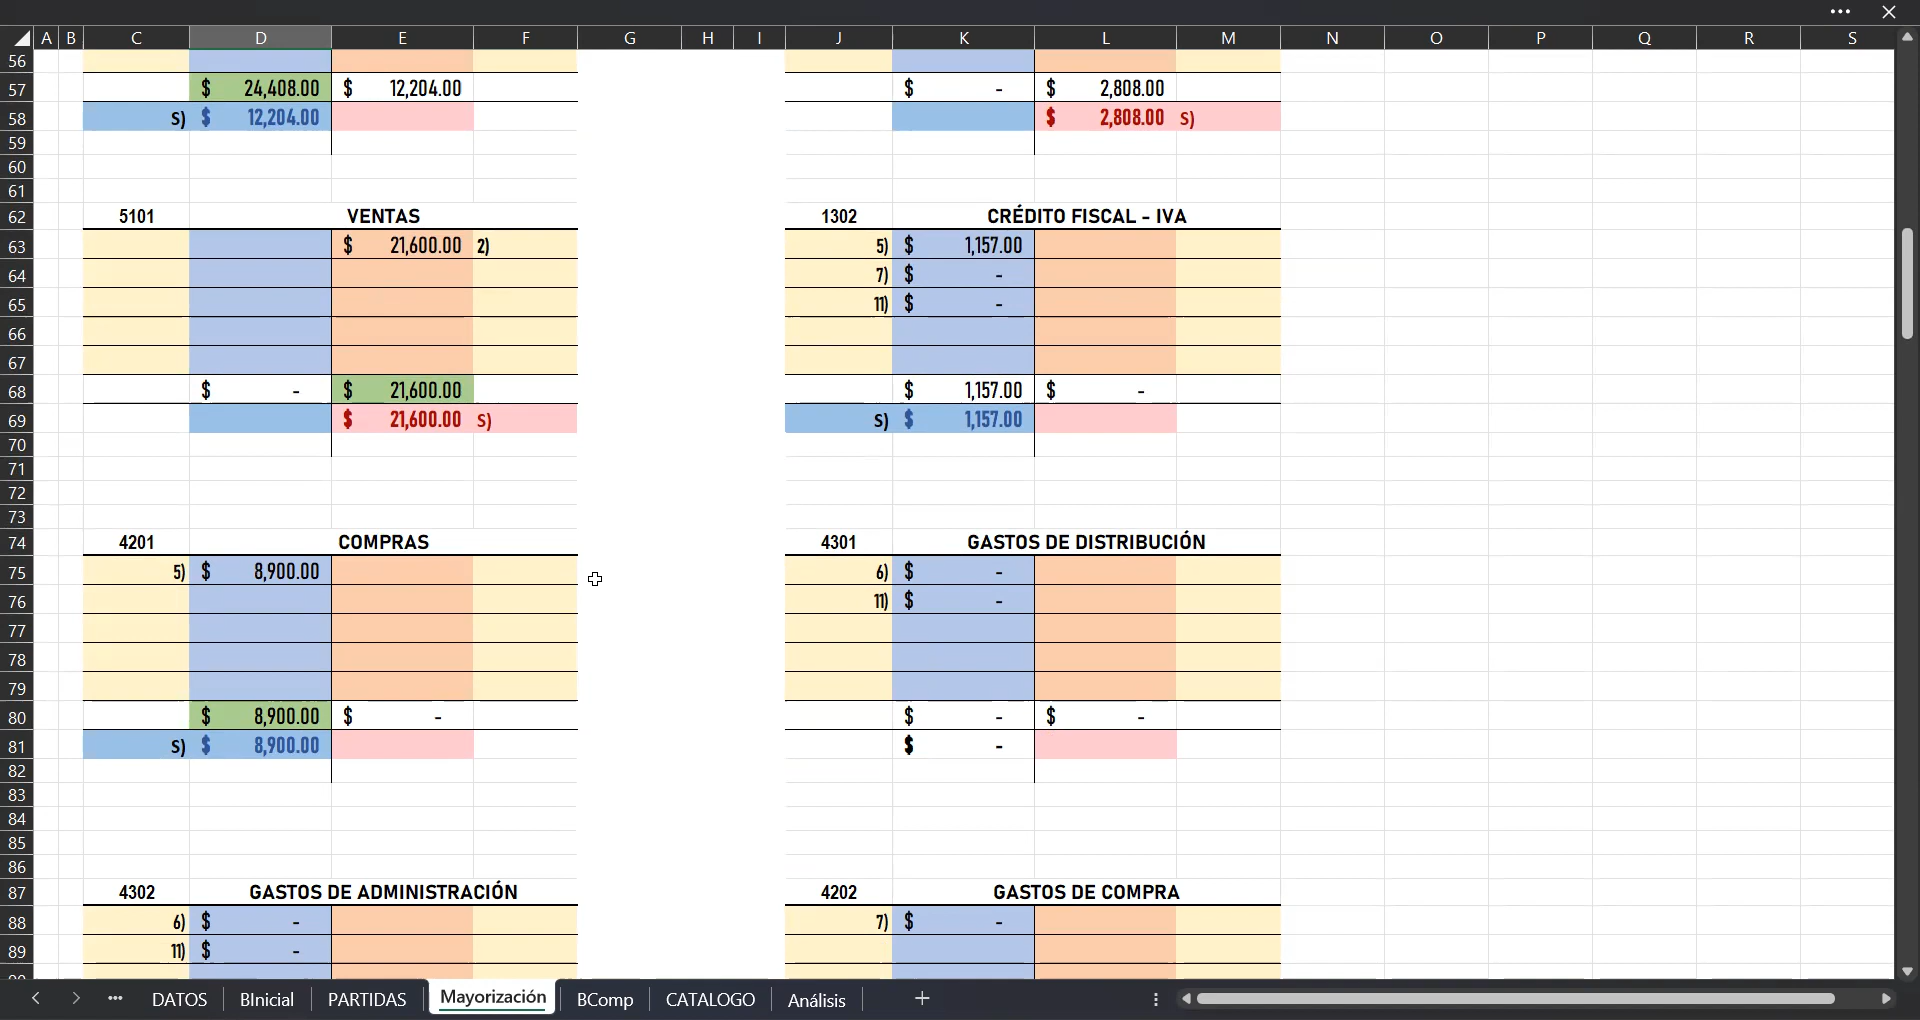 A B C D E F G H I J K L M N O P Q R S
56
57 $ 24,408.00 $ 12,204.00 $ - $ 2,808.00
58 S) $ 12,204.00 $ 2,808.00 S)
59
60
61
62 5101 VENTAS 1302 CRÉDITO FISCAL - IVA
63 $ 21,600.00 2) 5) $ 1,157.00
64 7) $ -
65 11) $ -
66
67
68 $ - $ 21,600.00 $ 1,157.00 $ -
69 $ 21,600.00 S) S) $ 1,157.00
70
71
72
73
74 4201 COMPRAS 4301 GASTOS DE DISTRIBUCIÓN
75 5) $ 8,900.00 6) $ -
76 11) $ -
77
78
79
80 $ 8,900.00 $ - $ - $ -
81 S) $ 8,900.00 $ -
82
83
84
85
86
87 4302 GASTOS DE ADMINISTRACIÓN 4202 GASTOS DE COMPRA
88 6) $ - 7) $ -
89 11) $ -
DATOS BInicial PARTIDAS Mayorización BComp CATALOGO Análisis